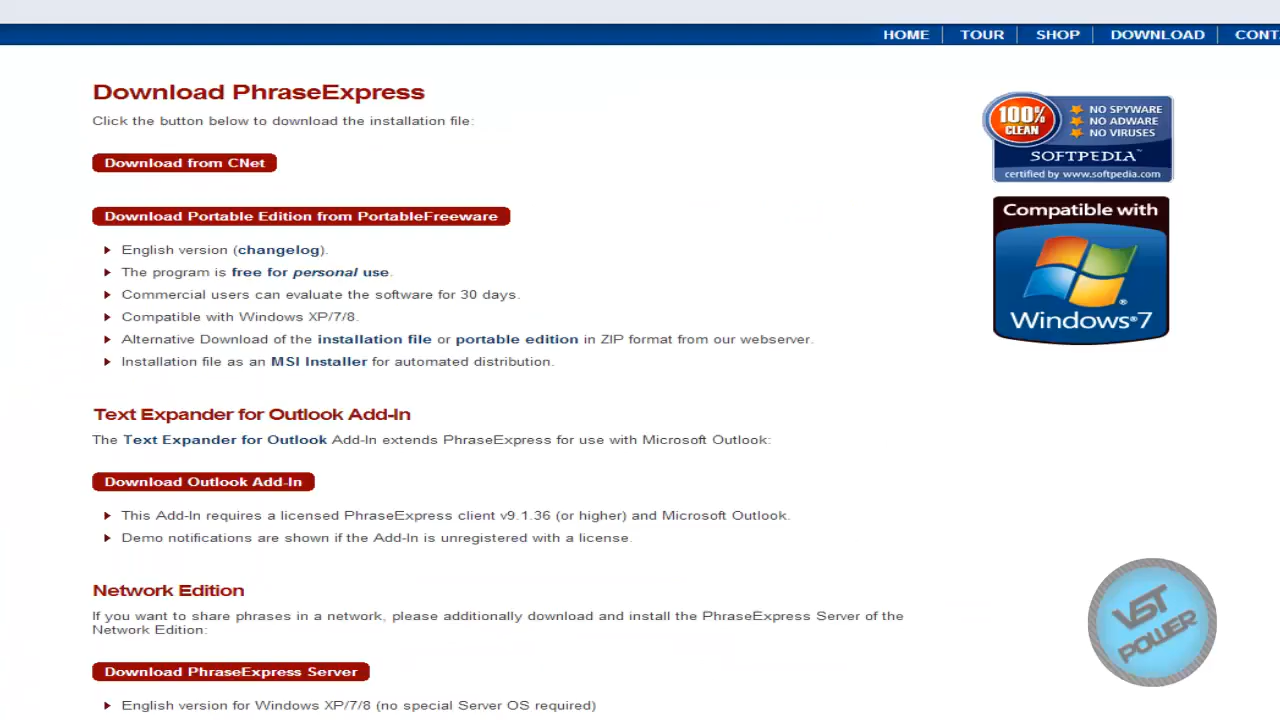 HOME TOUR SHOP DOWNLOAD CONT
Download PhraseExpress
Click the button below to download the installation file:
Download from CNet
Download Portable Edition from PortableFreeware
English version (changelog).
The program is free for personal use.
Commercial users can evaluate the software for 30 days.
Compatible with Windows XP/7/8.
Alternative Download of the installation file or portable edition in ZIP format from our webserver.
Installation file as an MSI Installer for automated distribution.
Text Expander for Outlook Add-In
The Text Expander for Outlook Add-In extends PhraseExpress for use with Microsoft Outlook:
Download Outlook Add-In
This Add-In requires a licensed PhraseExpress client v9.1.36 (or higher) and Microsoft Outlook.
Demo notifications are shown if the Add-In is unregistered with a license.
Network Edition
If you want to share phrases in a network, please additionally download and install the PhraseExpress Server of the
Network Edition:
Download PhraseExpress Server
English version for Windows XP/7/8 (no special Server OS required)
100%
CLEAN
NO SPYWARE
NO ADWARE
NO VIRUSES
SOFTPEDIA™
certified by www.softpedia.com
Compatible with
Windows®7
VST
POWER